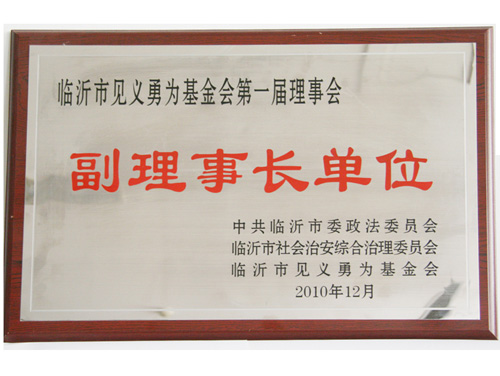 临沂市见义勇为基金会第一届理事会
副理事长单位
中共临沂市委政法委员会
临沂市社会治安综合治理委员会
临沂市见义勇为基金会
2010年12月